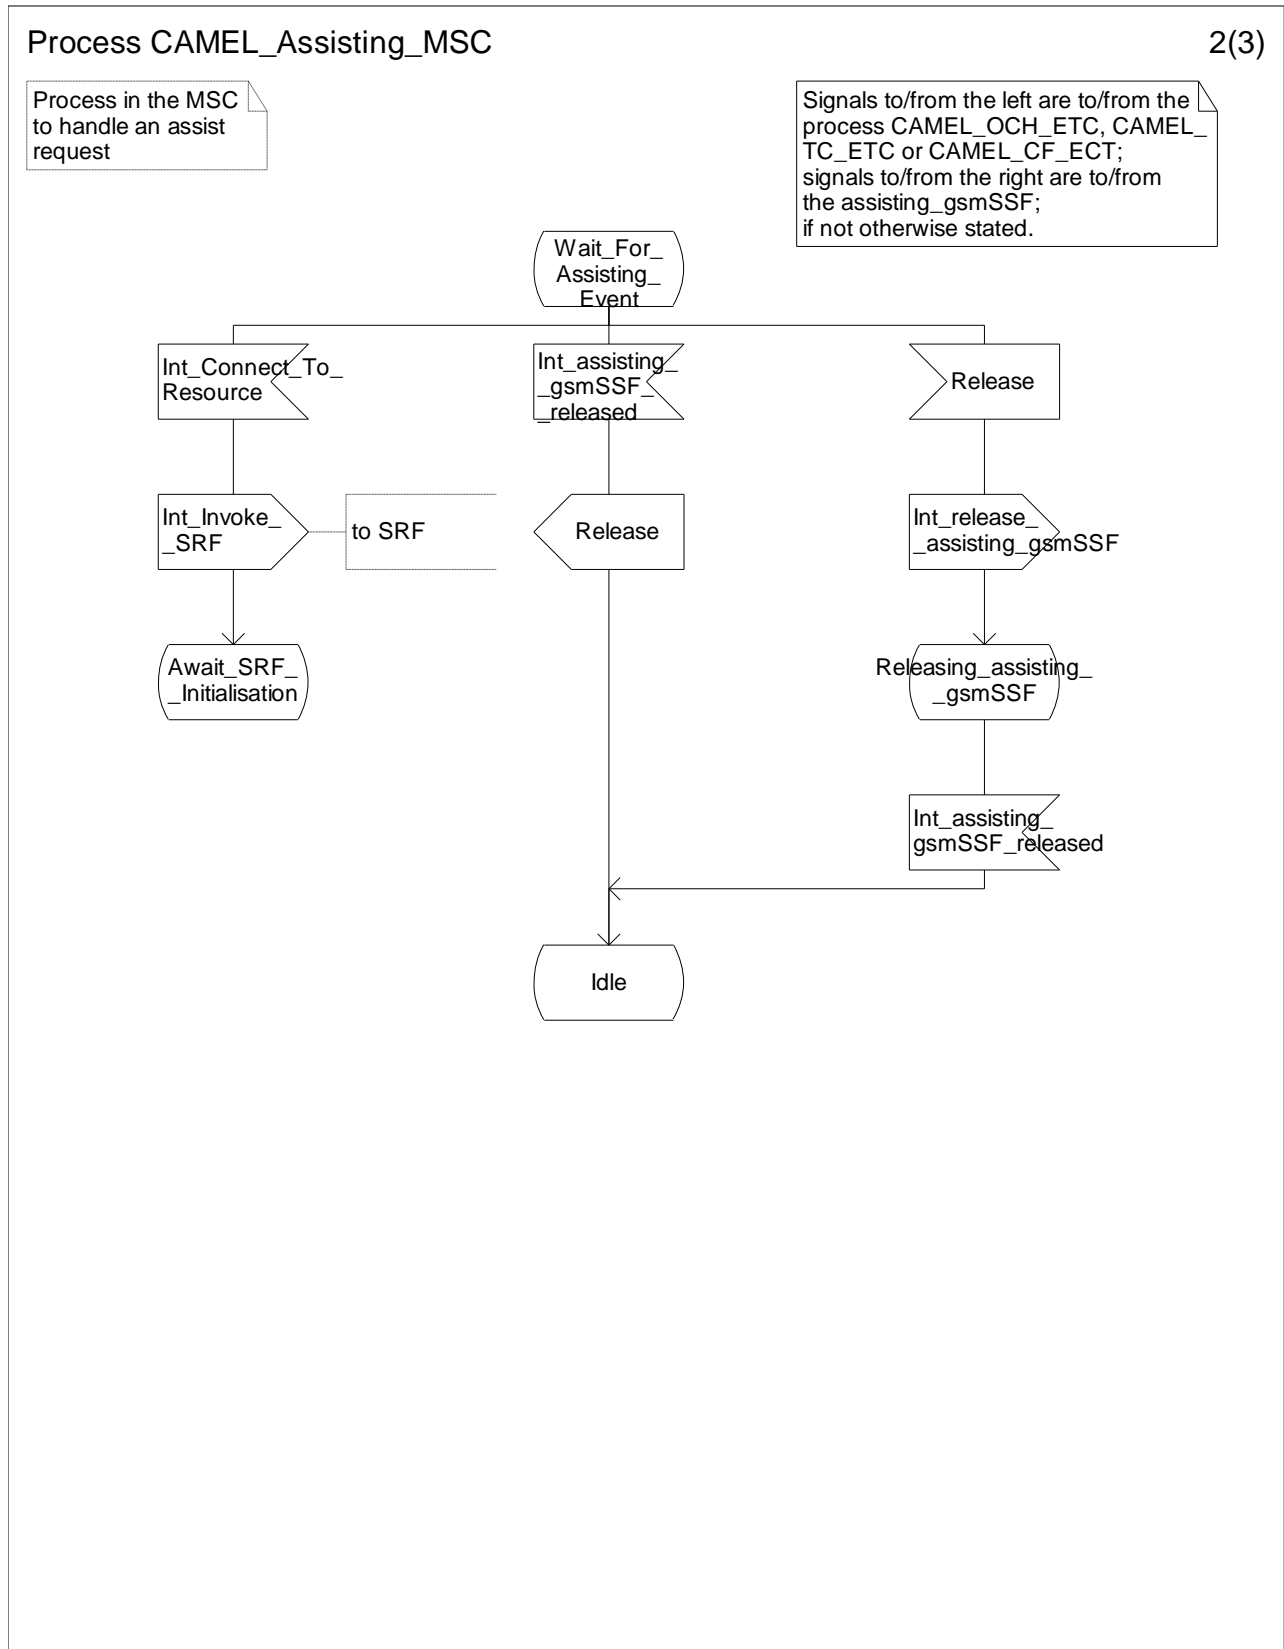 Process CAMEL_Assisting_MSC
2(3)
Process in the MSC
to handle an assist
request
Signals to/from the left are to/from the
process CAMEL_OCH_ETC, CAMEL_
TC_ETC or CAMEL_CF_ECT;
signals to/from the right are to/from
the assisting_gsmSSF;
if not otherwise stated.
Wait_For_
Assisting_
Event
Int_Connect_To_
Resource
Int_assisting_
_gsmSSF_
_released
Release
Int_Invoke_
_SRF
to SRF
Release
Int_release_
_assisting_gsmSSF
Await_SRF_
_Initialisation
Releasing_assisting_
_gsmSSF
Int_assisting_
gsmSSF_released
Idle